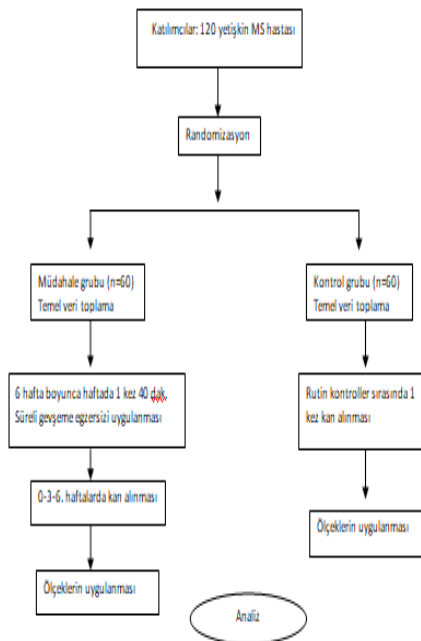 Katılımcılar: 120 yetişkin MS hastası
Randomizasyon
Müdahale grubu (n=60)
Temel veri toplama
Kontrol grubu (n=60)
Temel veri toplama
6 hafta boyunca haftada 1 kez 40 dak.
Süreli gevşeme egzersizi uygulanması
Rutin kontroller sırasında 1
kez kan alınması
0-3-6. haftalarda kan alınması
Ölçeklerin uygulanması
Ölçeklerin uygulanması
Analiz